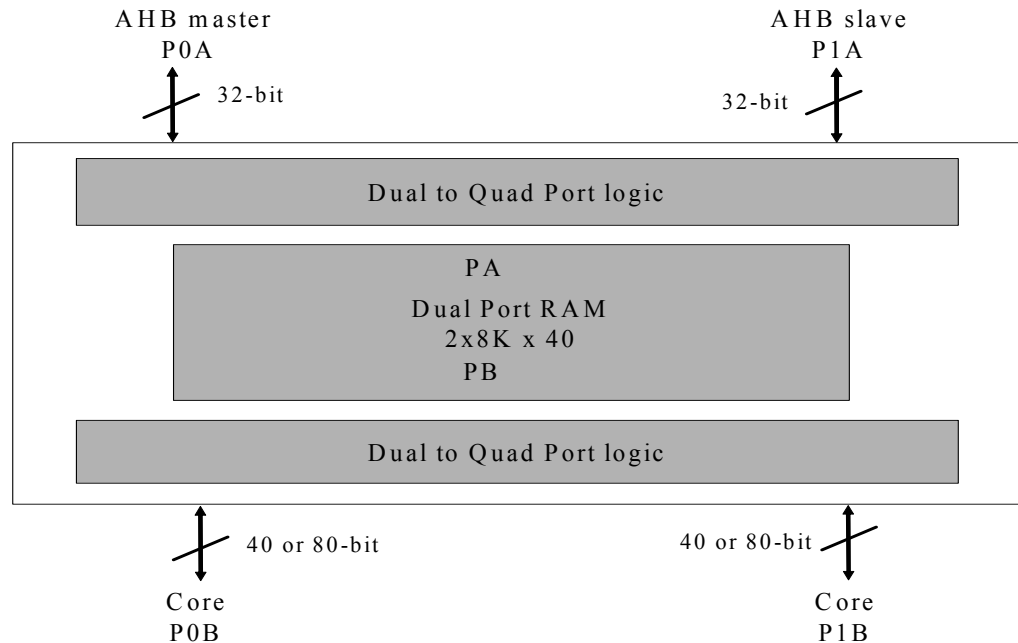 AHB master
P0A
AHB slave
P1A
32-bit
32-bit
Dual to Quad Port logic
PA
Dual Port RAM
2x8K x 40
PB
Dual to Quad Port logic
40 or 80-bit
40 or 80-bit
Core
P0B
Core
P1B